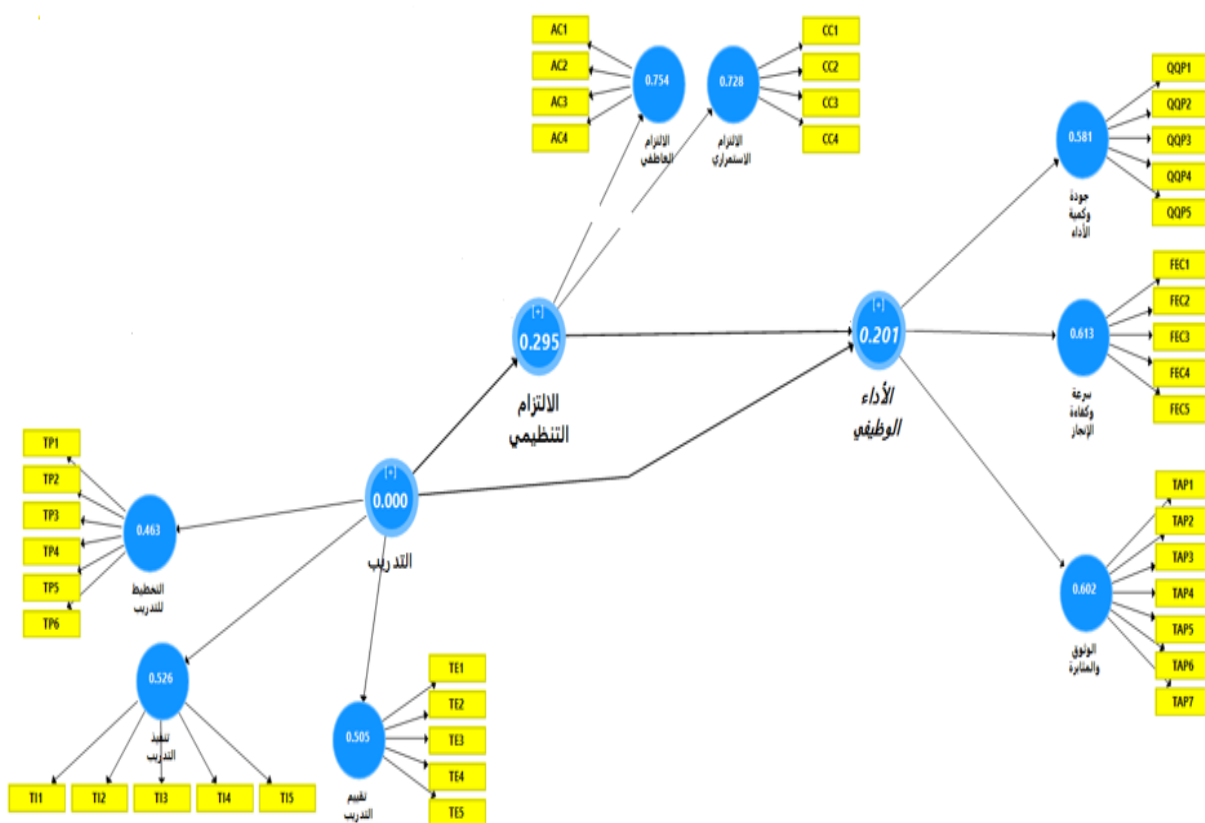 AC1
AC2
AC3
AC4
0.754
الالتزام
العاطفي
0.728
الالتزام
الاستمراري
CC1
CC2
CC3
CC4
QQP1
QQP2
QQP3
QQP4
QQP5
0.581
جودة
وكمية
الأداء
FEC1
FEC2
FEC3
FEC4
FEC5
0.613
سرعة
وكفاءة
الإنجاز
[+]
0.295
الالتزام
التنظيمي
[+]
0.201
الأداء
الوظيفي
TAP1
TAP2
TAP3
TAP4
TAP5
TAP6
TAP7
0.602
الوثوق
والمثابرة
TP1
TP2
TP3
TP4
TP5
TP6
0.463
التخطيط
للتدريب
[+]
0.000
التدريب
0.526
تنفيذ
التدريب
TI1
TI2
TI3
TI4
TI5
0.505
تقييم
التدريب
TE1
TE2
TE3
TE4
TE5